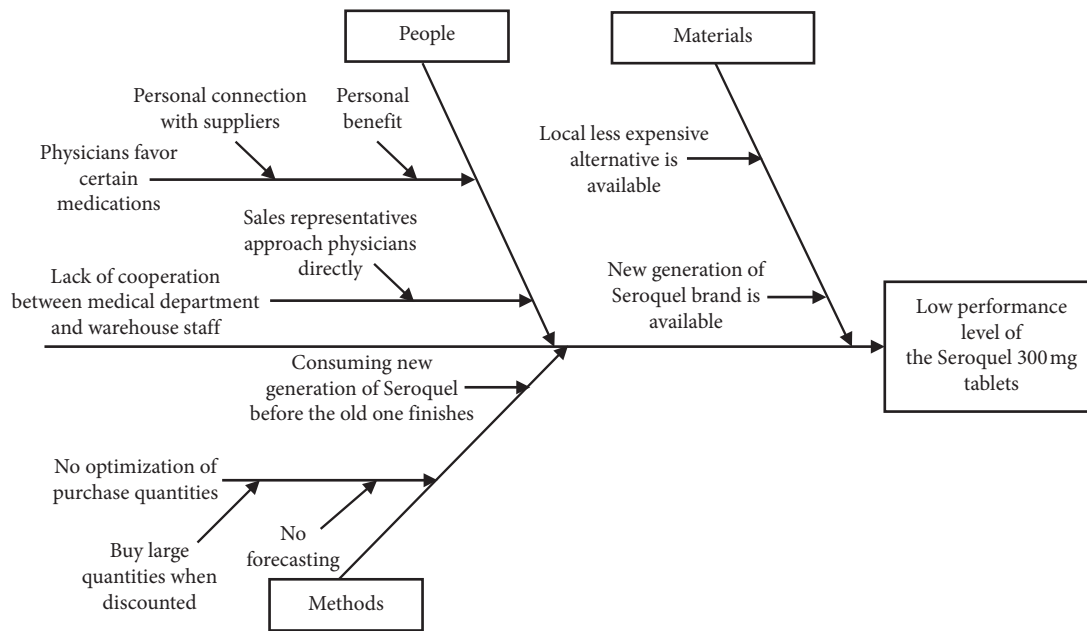 People
Materials
Personal connection
with suppliers
Personal
benefit
Physicians favor
certain
medications
Local less expensive
alternative is
available
Sales representatives
approach physicians
directly
Lack of cooperation
between medical department
and warehouse staff
New generation of
Seroquel brand is
available
Low performance
level of
the Seroquel 300 mg
tablets
Consuming new
generation of Seroquel
before the old one finishes
No optimization of
purchase quantities
No
forecasting
Buy large
quantities when
discounted
Methods